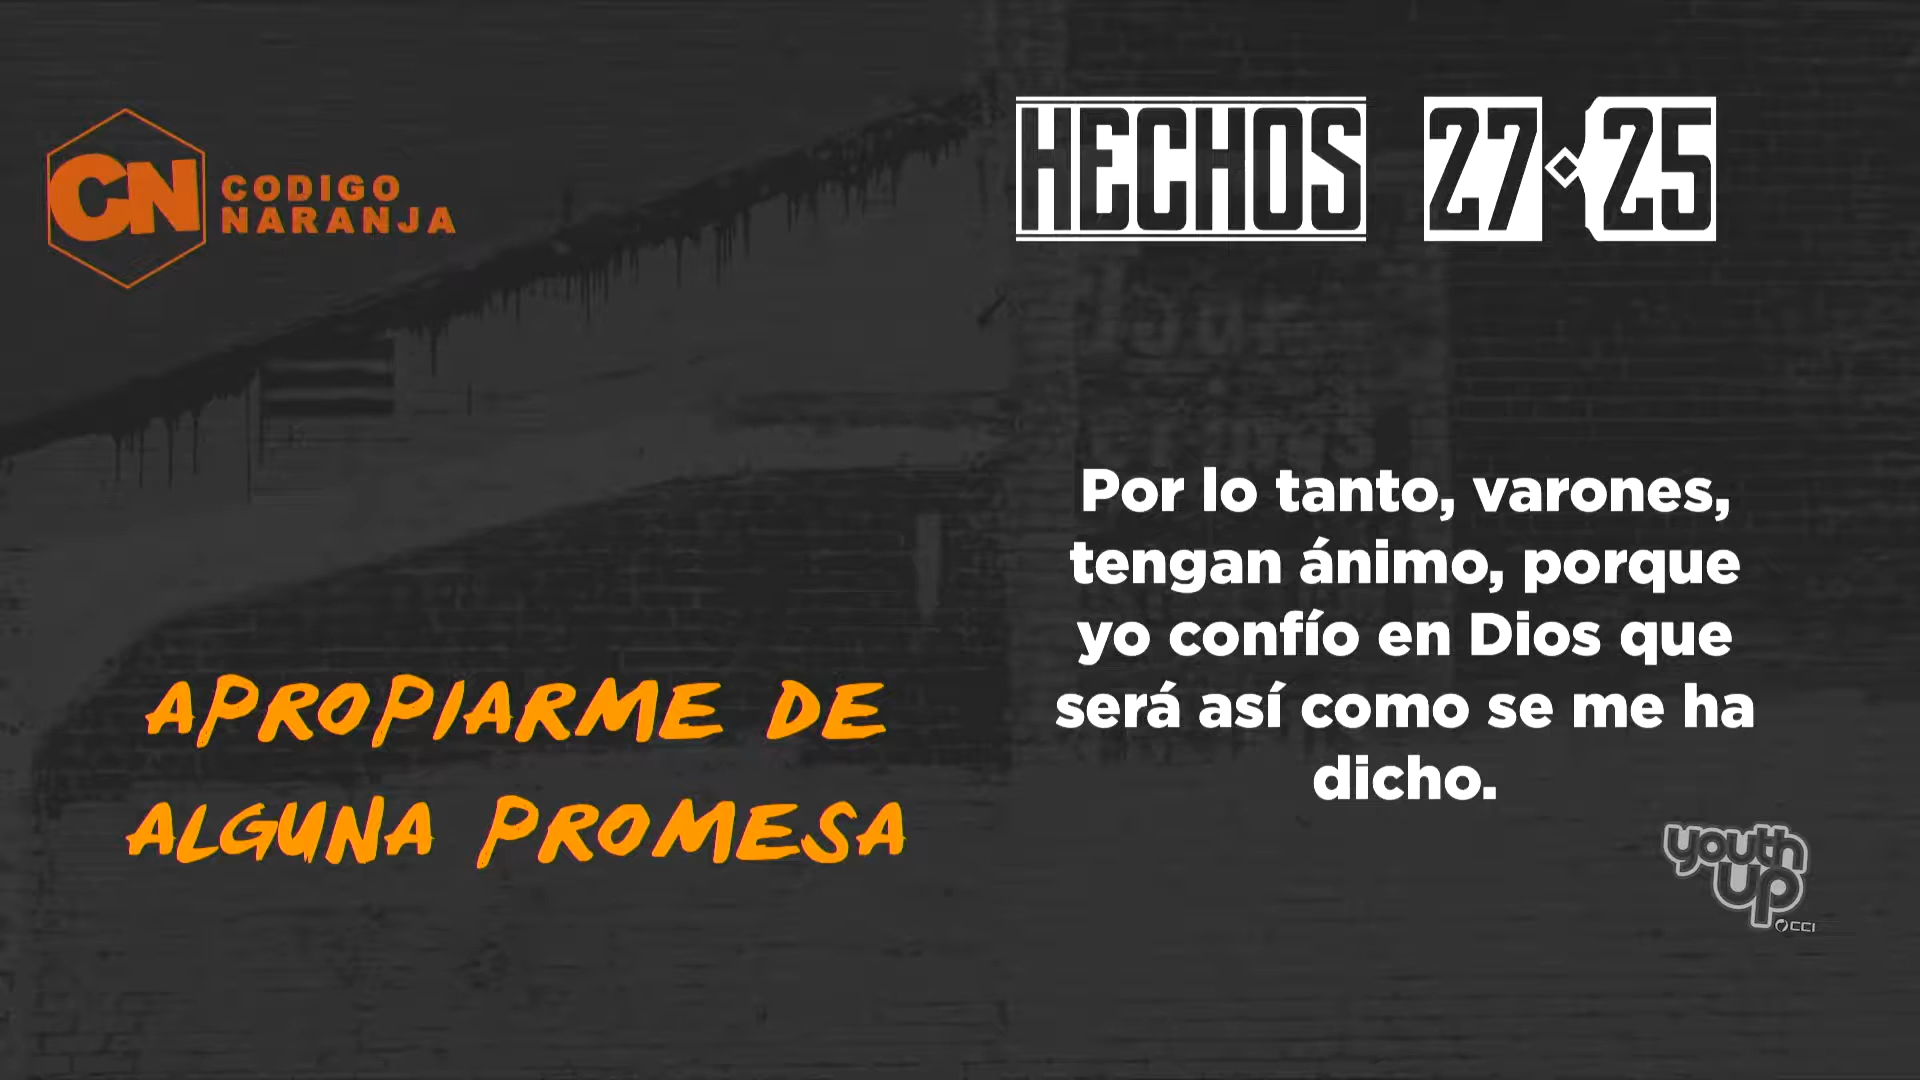 CN
CODIGO
NARANJA
APROPIARME DE
ALGUNA PROMESA
HECHOS 27:25
Por lo tanto, varones,
tengan ánimo, porque
yo confío en Dios que
será así como se me ha
dicho.
youth
up
CCI